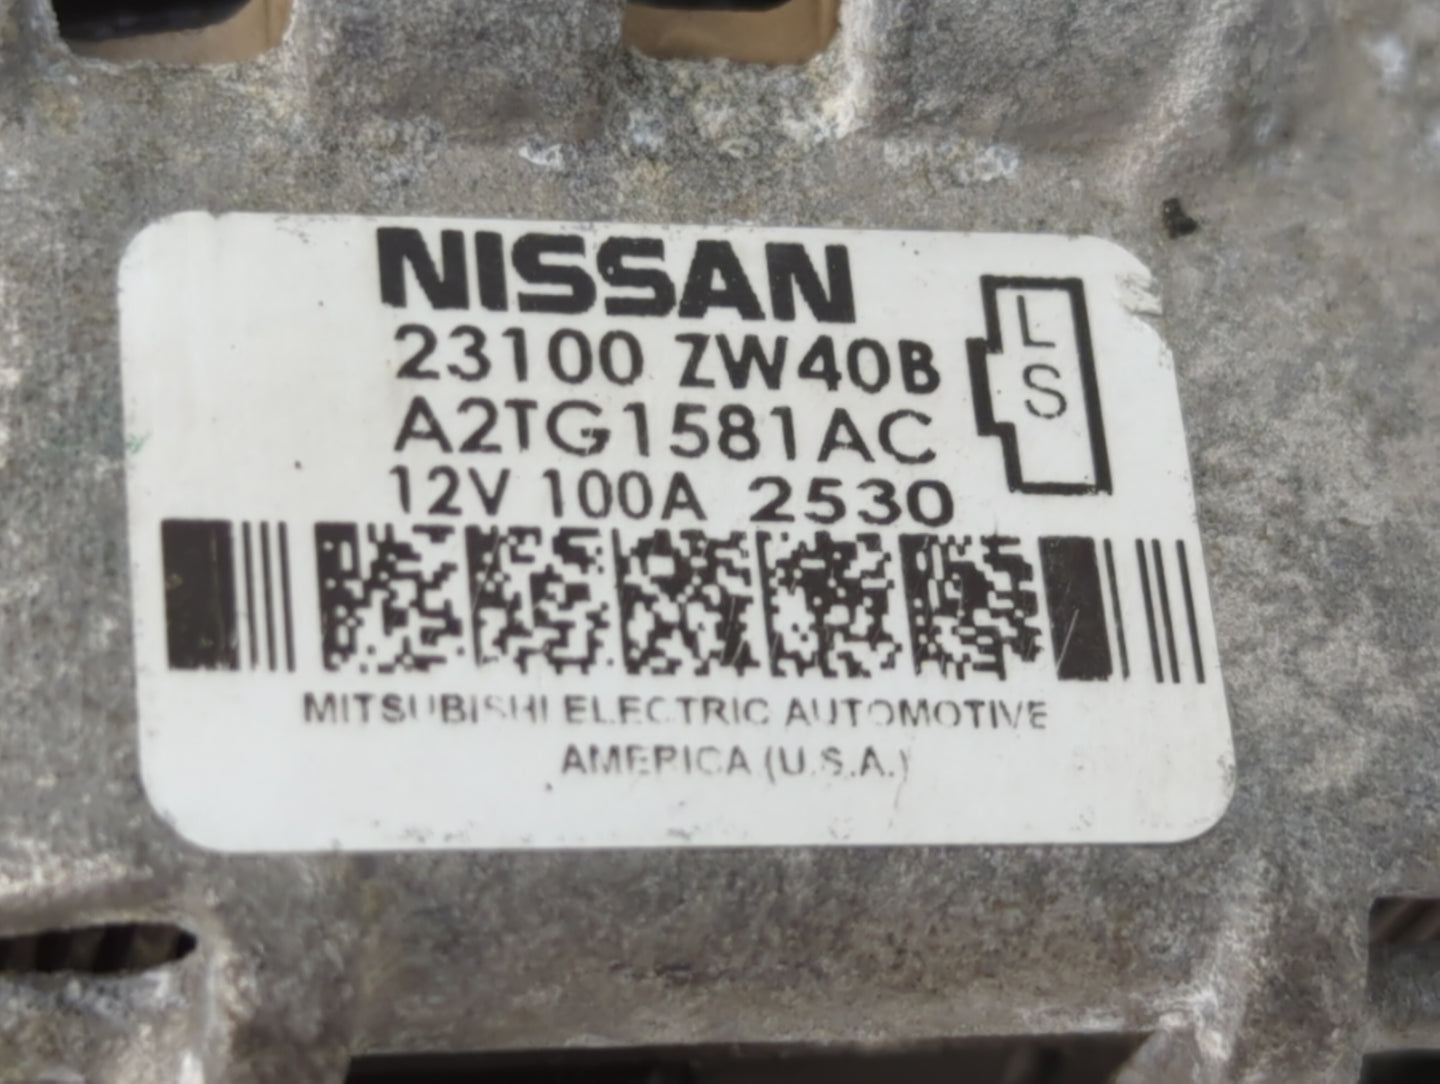 NISSAN
23100 ZW40B
A2TG1581AC
12V 100A 2530
L
S
MITSUBISHI ELECTRIC AUTOMOTIVE
AMERICA (U.S.A.)